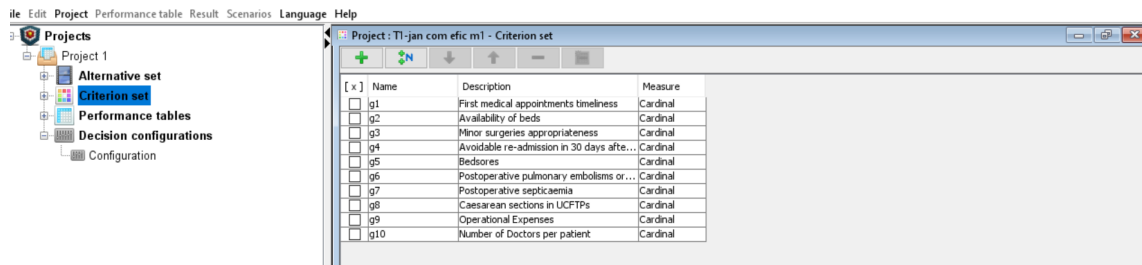 ile Edit Project Performance table Result Scenarios Language Help
Projects
Project 1
Alternative set
Criterion set
Performance tables
Decision configurations
Configuration
Project : T1-jan com efic m1 - Criterion set
N
[ x ] Name Description Measure
g1 First medical appointments timeliness Cardinal
g2 Availability of beds Cardinal
g3 Minor surgeries appropriateness Cardinal
g4 Avoidable re-admission in 30 days afte... Cardinal
g5 Bedsores Cardinal
g6 Postoperative pulmonary embolisms or... Cardinal
g7 Postoperative septicaemia Cardinal
g8 Caesarean sections in UCFTPs Cardinal
g9 Operational Expenses Cardinal
g10 Number of Doctors per patient Cardinal